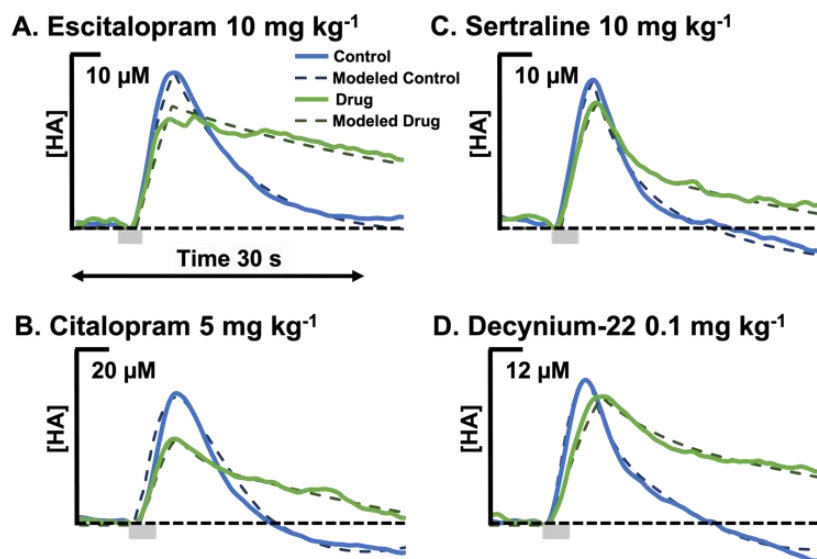 A. Escitalopram 10 mg kg⁻¹
10 µM
Control
Modeled Control
Drug
Modeled Drug
[HA]
Time 30 s
B. Citalopram 5 mg kg⁻¹
20 µM
[HA]
C. Sertraline 10 mg kg⁻¹
10 µM
[HA]
D. Decynium-22 0.1 mg kg⁻¹
12 µM
[HA]